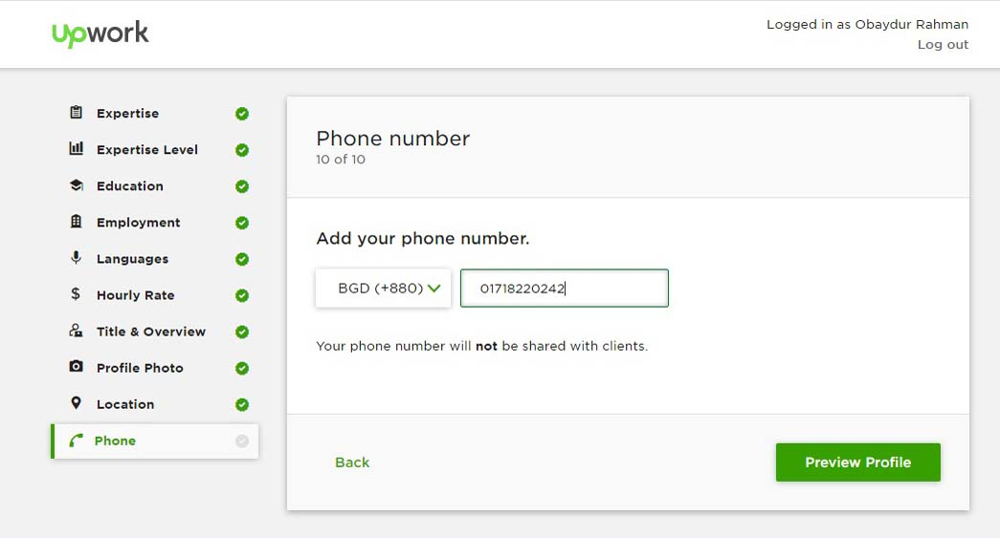 upwork
Logged in as Obaydur Rahman
Log out
Expertise
Expertise Level
Education
Employment
Languages
$ Hourly Rate
Title & Overview
Profile Photo
Location
Phone
Phone number
10 of 10
Add your phone number.
BGD (+880) 01718220242
Your phone number will not be shared with clients.
Back
Preview Profile